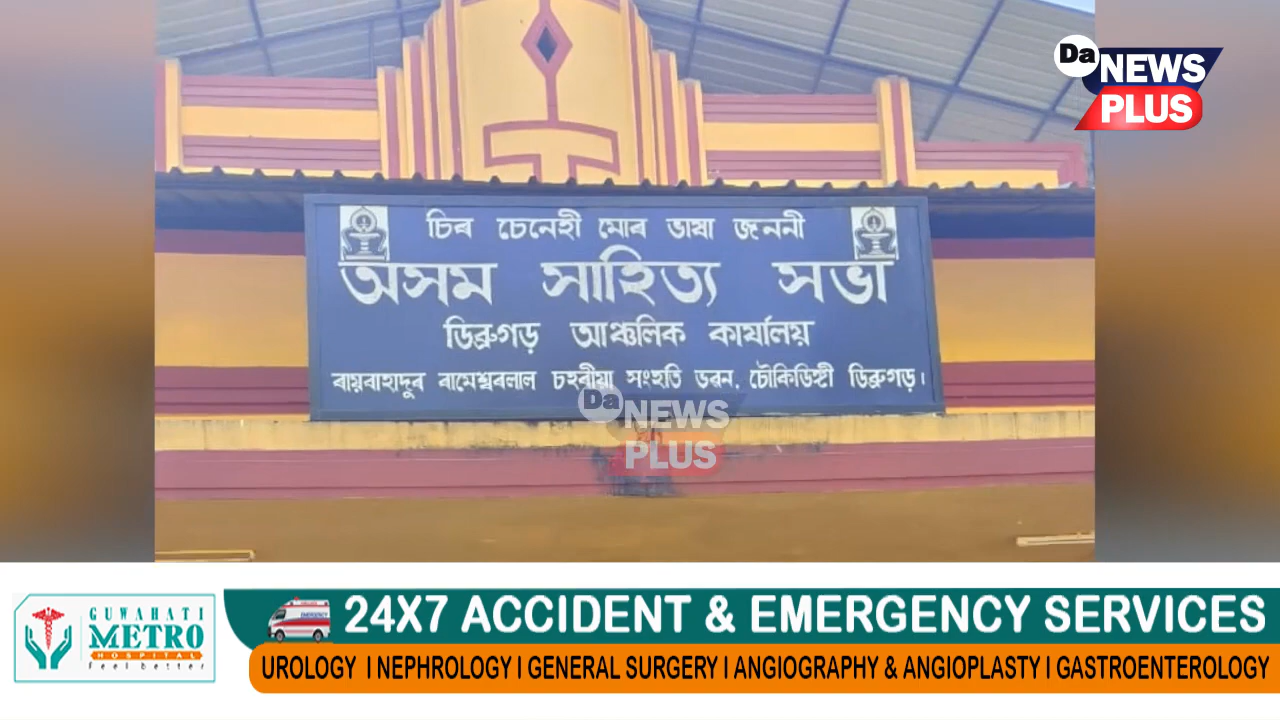 Da NEWS
PLUS
চিৰ চেনেহী মোৰ ভাষা জননী
অসম সাহিত্য সভা
ডিব্ৰুগড় আঞ্চলিক কাৰ্যালয়
ৰায়বাহাদুৰ ৰামেশ্বৰলাল চহৰীয়া সংহতি ভৱন, চৌকিডিঙ্গী ডিব্ৰুগড়।
Da NEWS
PLUS
GUWAHATI
METRO
HOSPITAL
Feel better
EMERGENCY
24X7 ACCIDENT & EMERGENCY SERVICES
UROLOGY I NEPHROLOGY I GENERAL SURGERY I ANGIOGRAPHY & ANGIOPLASTY I GASTROENTEROLOGY